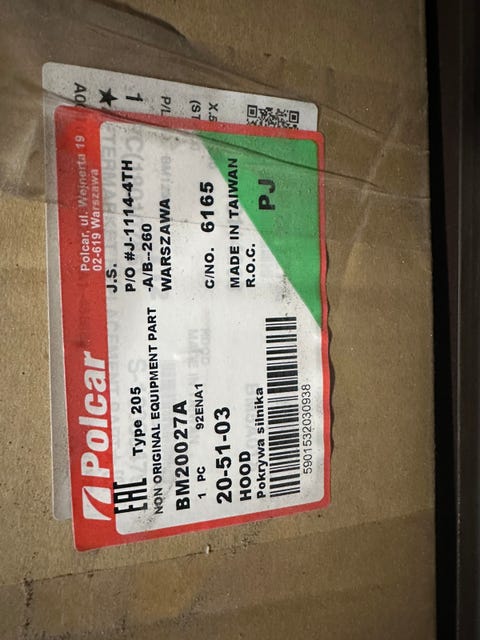 Polcar
Polcar, ul. Wejnerta 19
02-619 Warszawa
EAC Type 205
NON ORIGINAL EQUIPMENT PART
BM20027A
1 PC 92ENA1
20-51-03
HOOD
Pokrywa silnika
5901532030938
J.S.
P/O #J-1114-4TH
-A/B--260
WARSZAWA
C/NO. 6165
MADE IN TAIWAN
R.O.C.
PJ